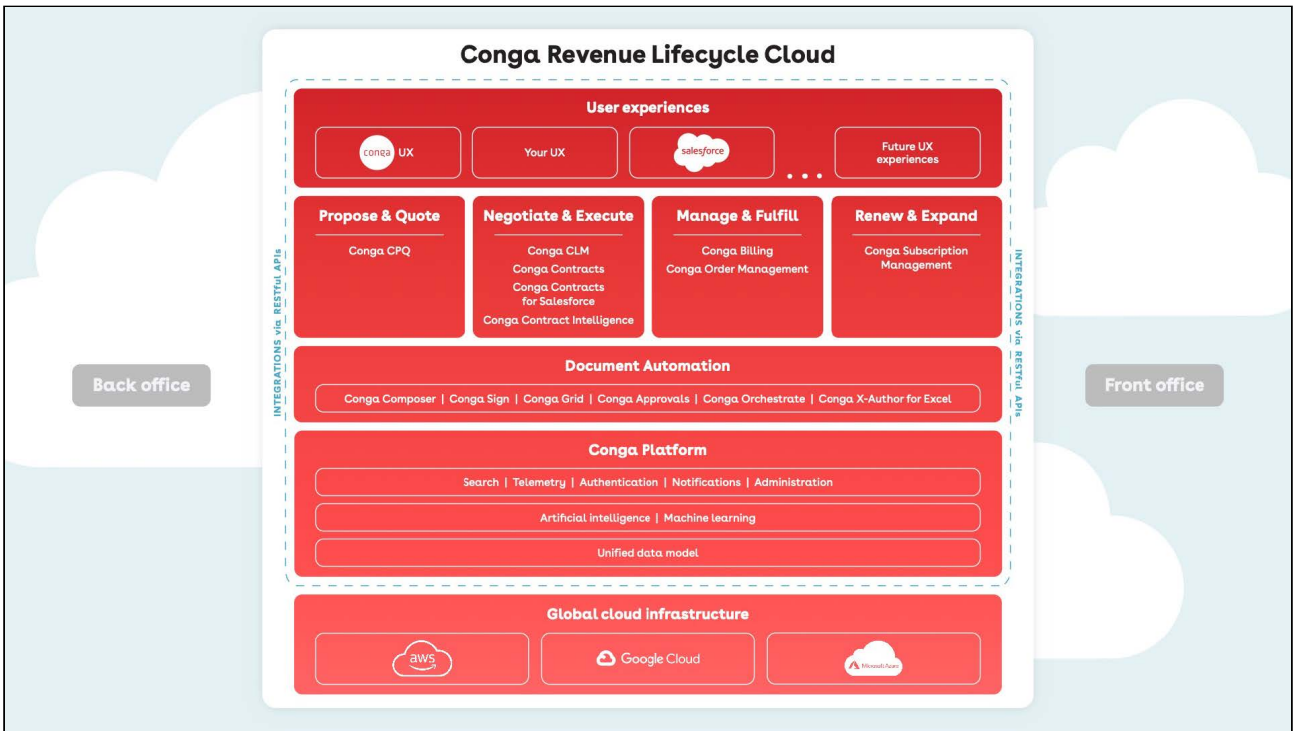 Conga Revenue Lifecycle Cloud
User experiences
conga UX
Your UX
salesforce
Future UX
experiences
Propose & Quote
Conga CPQ
Negotiate & Execute
Conga CLM
Conga Contracts
Conga Contracts
for Salesforce
Conga Contract Intelligence
Manage & Fulfill
Conga Billing
Conga Order Management
Renew & Expand
Conga Subscription
Management
INTEGRATIONS via RESTful APIs
INTEGRATIONS via RESTful APIs
Back office
Front office
Document Automation
Conga Composer | Conga Sign | Conga Grid | Conga Approvals | Conga Orchestrate | Conga X-Author for Excel
Conga Platform
Search | Telemetry | Authentication | Notifications | Administration
Artificial intelligence | Machine learning
Unified data model
Global cloud infrastructure
aws
Google Cloud
Microsoft Azure